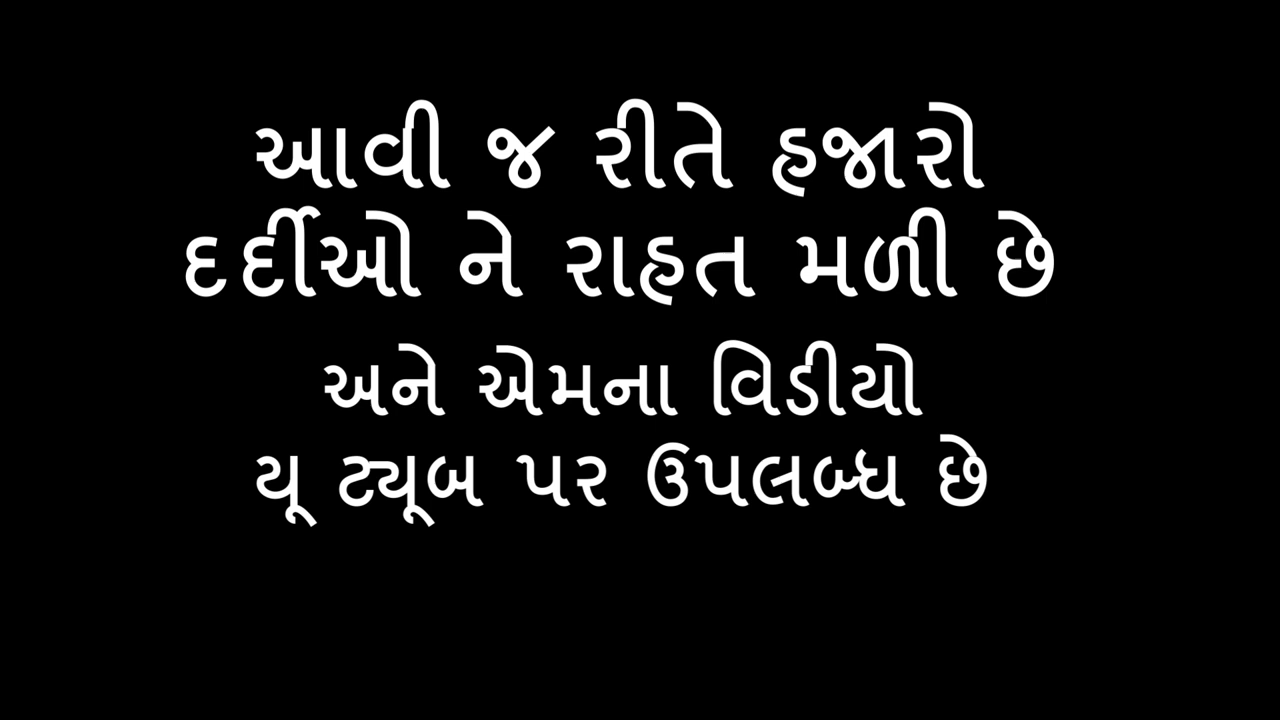 આવી જ રીતે હજારો
દર્દીઓ ને રાહત મળી છે
અને એમના વિડીયો
યૂ ટ્યૂબ પર ઉપલબ્ધ છે